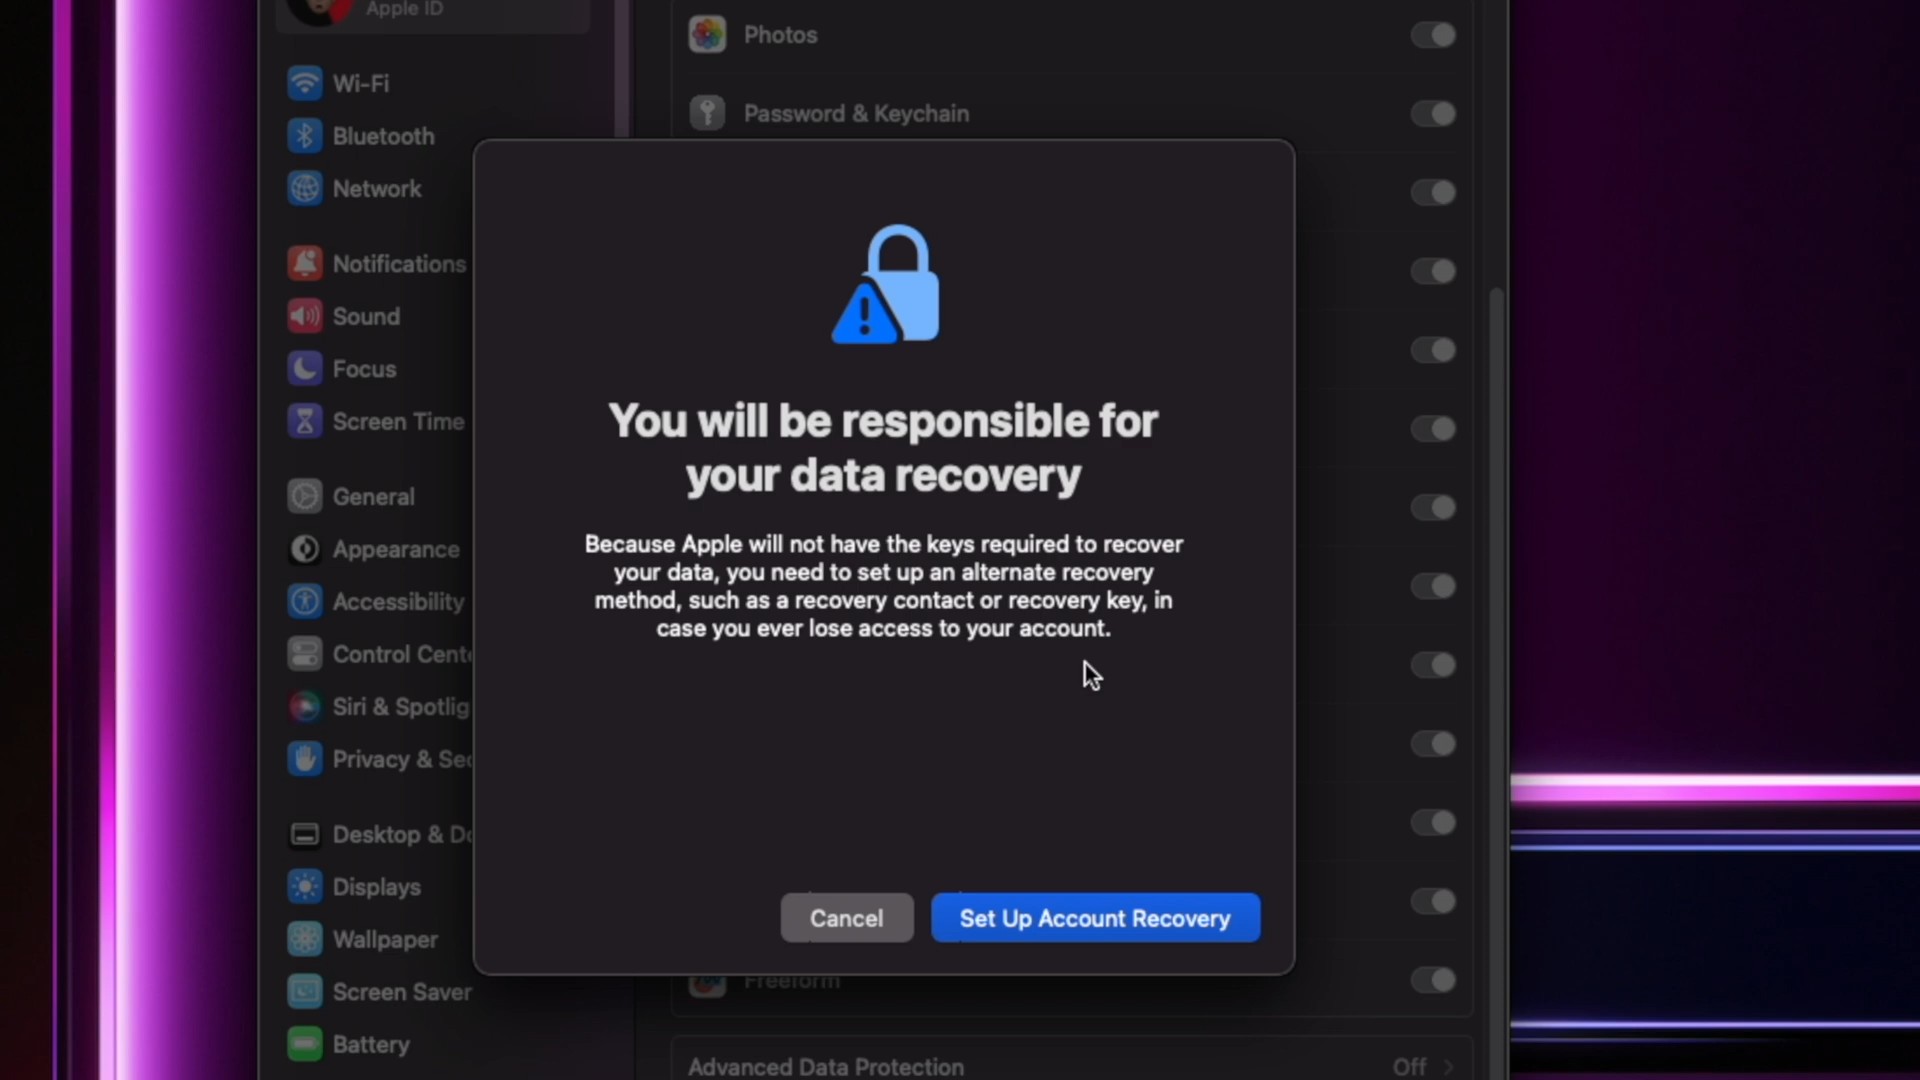 Apple ID
Wi-Fi
Bluetooth
Network
Notifications
Sound
Focus
Screen Time
General
Appearance
Accessibility
Control Cente
Siri & Spotlig
Privacy & Sec
Desktop & Do
Displays
Wallpaper
Screen Saver
Battery
Photos
Password & Keychain
You will be responsible for
your data recovery
Because Apple will not have the keys required to recover
your data, you need to set up an alternate recovery
method, such as a recovery contact or recovery key, in
case you ever lose access to your account.
Cancel
Set Up Account Recovery
Freeform
Advanced Data Protection
Off